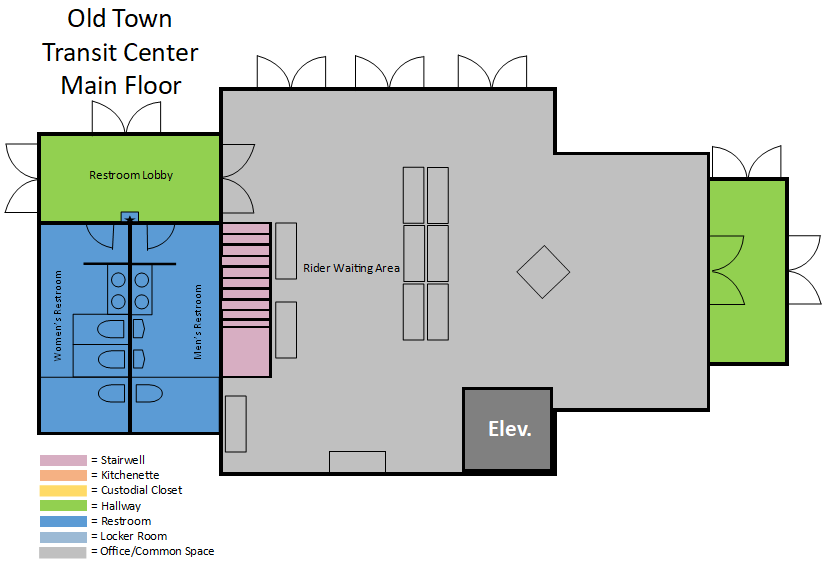 Old Town
Transit Center
Main Floor
Restroom Lobby
Rider Waiting Area
Women's Restroom
Men's Restroom
Elev.
= Stairwell
= Kitchenette
= Custodial Closet
= Hallway
= Restroom
= Locker Room
= Office/Common Space